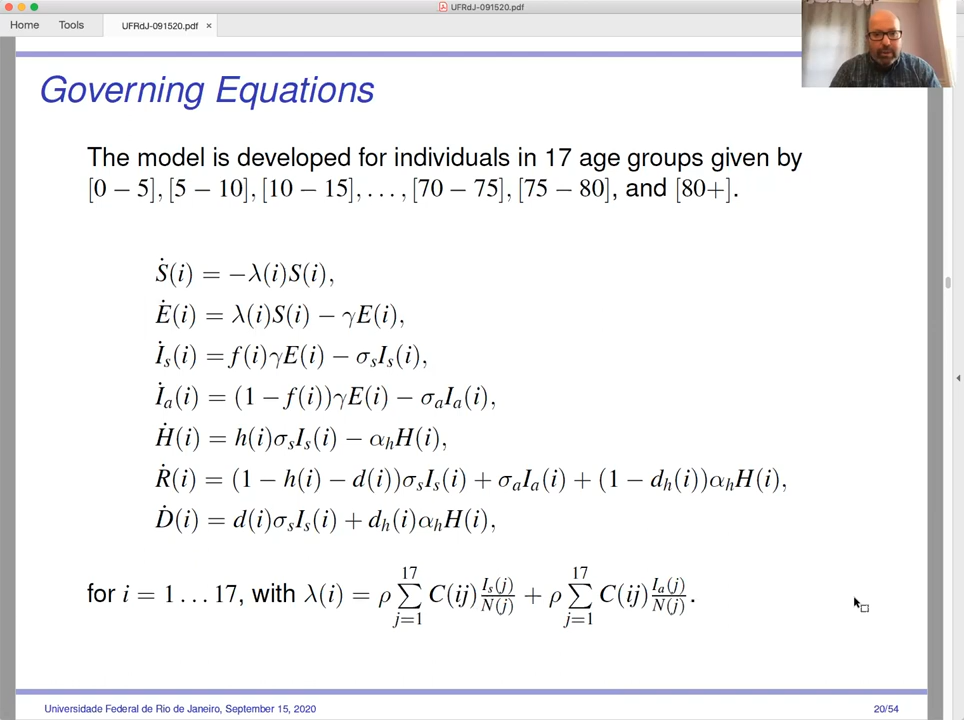 UFRdJ-091520.pdf
Home Tools UFRdJ-091520.pdf ×
Governing Equations
The model is developed for individuals in 17 age groups given by
[0 − 5], [5 − 10], [10 − 15], . . . , [70 − 75], [75 − 80], and [80+].
Ṡ(i) = −λ(i)S(i),
Ė(i) = λ(i)S(i) − γE(i),
İₛ(i) = f(i)γE(i) − σₛIₛ(i),
İₐ(i) = (1 − f(i))γE(i) − σₐIₐ(i),
Ḣ(i) = h(i)σₛIₛ(i) − αₕH(i),
Ṙ(i) = (1 − h(i) − d(i))σₛIₛ(i) + σₐIₐ(i) + (1 − dₕ(i))αₕH(i),
Ḋ(i) = d(i)σₛIₛ(i) + dₕ(i)αₕH(i),
for i = 1 . . . 17, with λ(i) = ρ ∑_{j=1}^{17} C(ij) Iₛ(j)/N(j) + ρ ∑_{j=1}^{17} C(ij) Iₐ(j)/N(j).
Universidade Federal de Rio de Janeiro, September 15, 2020 20/54